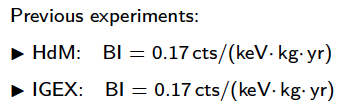 Previous experiments:
▶ HdM: BI = 0.17 cts/(keV· kg· yr)
▶ IGEX: BI = 0.17 cts/(keV· kg· yr)